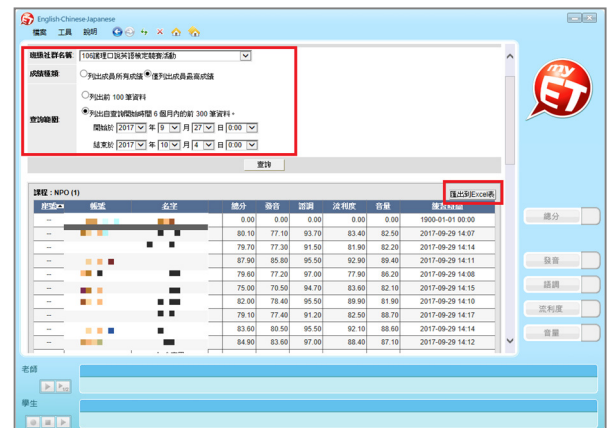 English Chinese Japanese
檔案 工具 說明
班級社群名稱 106護理口說英語檢定競賽活動
成績種類 列出成員所有成績 僅列出成員最高成績
查詢範圍
列出前 100 筆資料
列出自查詢開始時間 6 個月內的前 300 筆資料。
開始於 2017 年 9 月 27 日 0:00
結束於 2017 年 10 月 4 日 0:00
查詢
課程 : NPO (1) 匯出到Excel表
座號 帳號 名字 總分 發音 語調 流利度 音量 練習時間
-- 0.00 0.00 0.00 0.00 0.00 1900-01-01 00:00
-- 80.10 77.10 93.70 83.40 82.50 2017-09-29 14:07
-- 79.70 77.30 91.50 81.90 82.20 2017-09-29 14:14
-- 87.90 85.80 95.50 92.90 89.40 2017-09-29 14:11
-- 79.60 77.20 97.00 77.90 86.20 2017-09-29 14:08
-- 75.00 70.50 94.70 83.60 82.10 2017-09-29 14:15
-- 82.00 78.40 95.50 89.90 81.90 2017-09-29 14:10
-- 79.10 77.40 91.20 82.50 88.70 2017-09-29 14:17
-- 83.60 80.50 95.50 92.10 88.60 2017-09-29 14:14
-- 84.90 83.60 97.00 88.40 87.10 2017-09-29 14:12
my
總分
發音
語調
流利度
音量
老師
學生